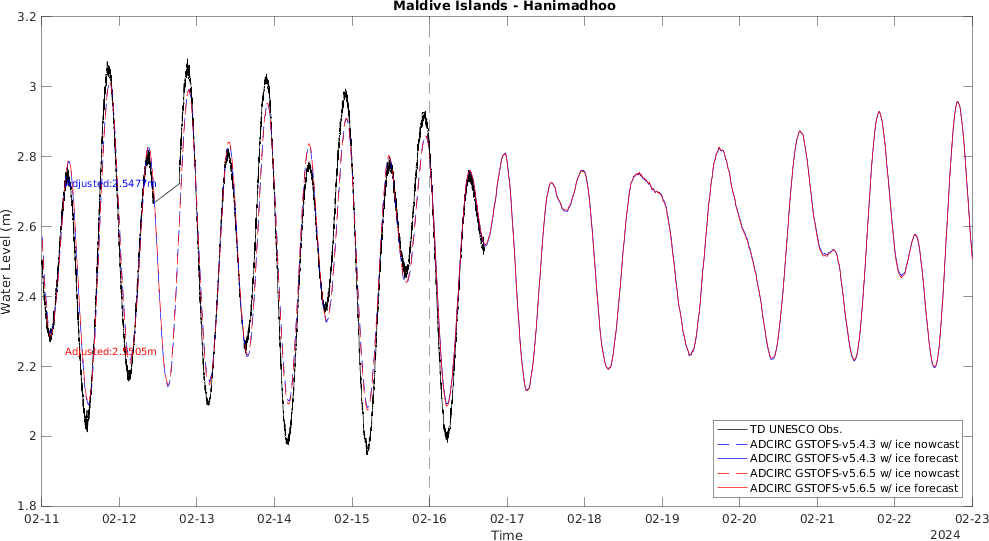 Maldive Islands - Hanimadhoo
3.2
3
2.8
2.6
2.4
2.2
2
1.8
Water Level (m)
Adjusted:2.5477m
Adjusted:2.5505m
TD UNESCO Obs.
ADCIRC GSTOFS-v5.4.3 w/ ice nowcast
ADCIRC GSTOFS-v5.4.3 w/ ice forecast
ADCIRC GSTOFS-v5.6.5 w/ ice nowcast
ADCIRC GSTOFS-v5.6.5 w/ ice forecast
02-11 02-12 02-13 02-14 02-15 02-16 02-17 02-18 02-19 02-20 02-21 02-22 02-23
Time
2024